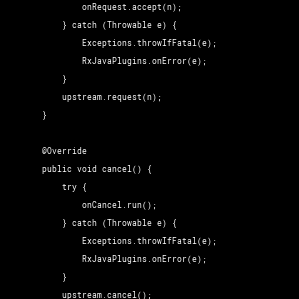 onRequest.accept(n);
} catch (Throwable e) {
Exceptions.throwIfFatal(e);
RxJavaPlugins.onError(e);
}
upstream.request(n);
}
@Override
public void cancel() {
try {
onCancel.run();
} catch (Throwable e) {
Exceptions.throwIfFatal(e);
RxJavaPlugins.onError(e);
}
upstream.cancel();